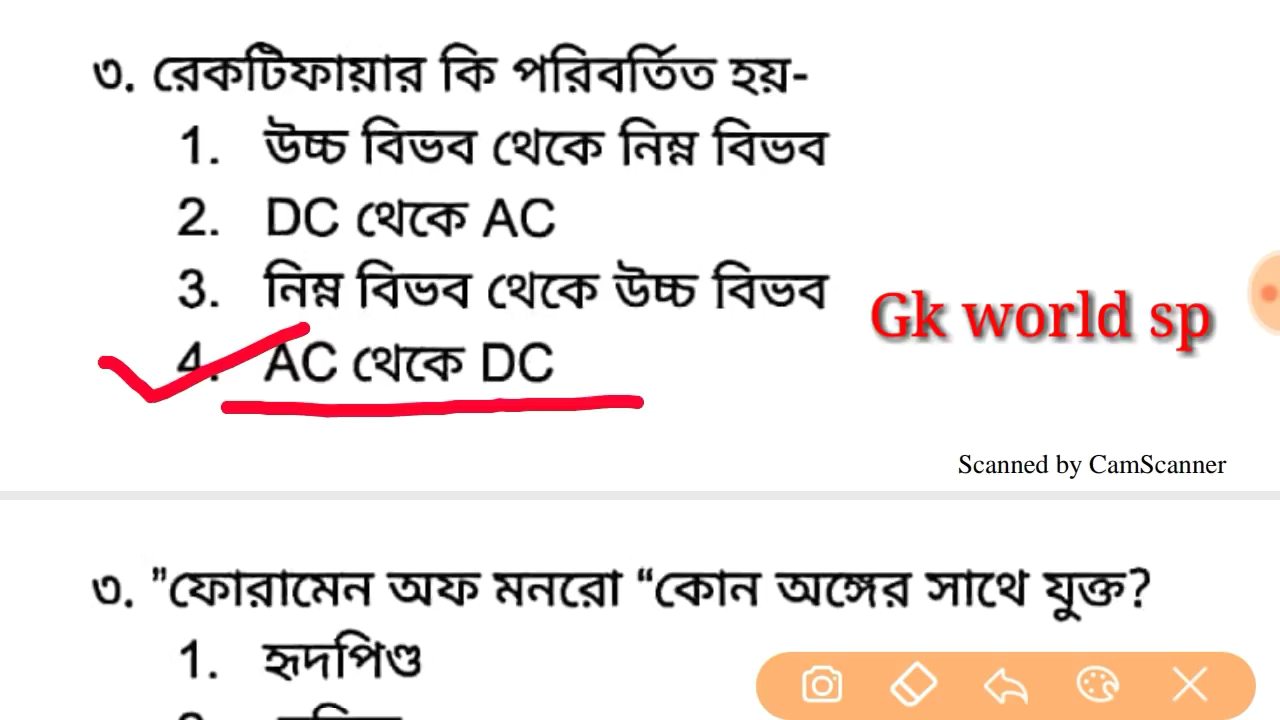 ৩. রেকটিফায়ার কি পরিবর্তিত হয়-
1. উচ্চ বিভব থেকে নিম্ন বিভব
2. DC থেকে AC
3. নিম্ন বিভব থেকে উচ্চ বিভব
Gk world sp
4. AC থেকে DC
Scanned by CamScanner
৩. ”ফোরামেন অফ মনরো “কোন অঙ্গের সাথে যুক্ত?
1. হৃদপিণ্ড